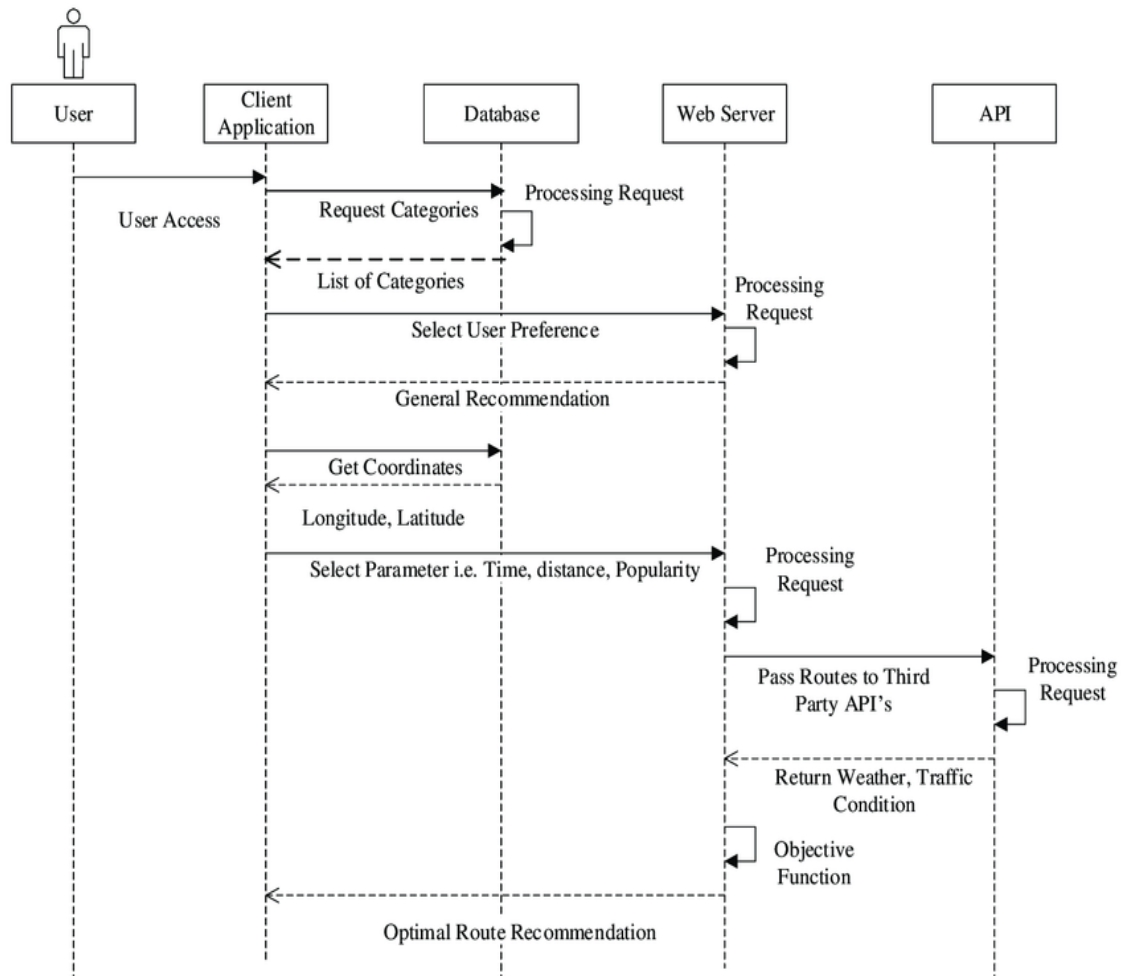 User
Client
Application
Database
Web Server
API
User Access
Request Categories
Processing Request
List of Categories
Select User Preference
Processing
Request
General Recommendation
Get Coordinates
Longitude, Latitude
Select Parameter i.e. Time, distance, Popularity
Processing
Request
Pass Routes to Third
Party API's
Processing
Request
Return Weather, Traffic
Condition
Objective
Function
Optimal Route Recommendation